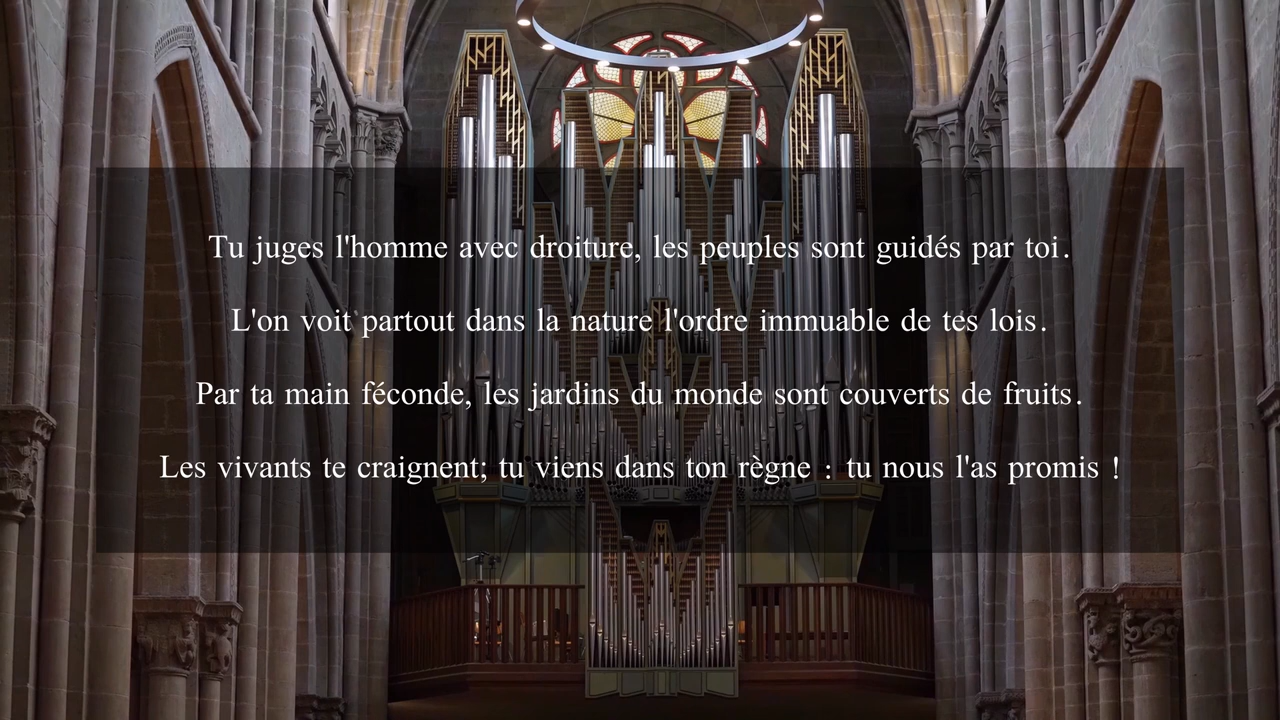 Tu juges l'homme avec droiture, les peuples sont guidés par toi.
L'on voit partout dans la nature l'ordre immuable de tes lois.
Par ta main féconde, les jardins du monde sont couverts de fruits.
Les vivants te craignent; tu viens dans ton règne : tu nous l'as promis !